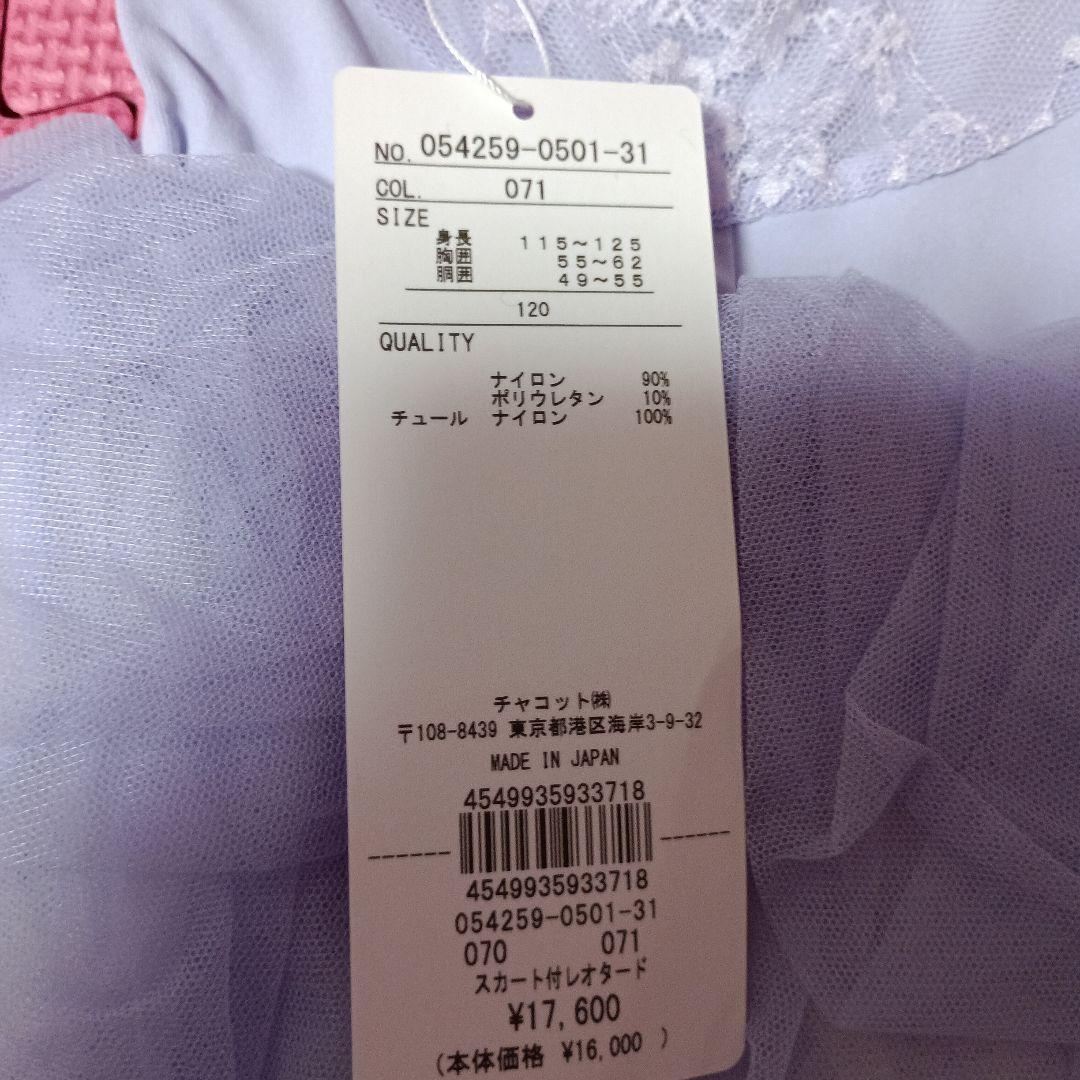 NO. 054259-0501-31
COL. 071
SIZE
身長 115~125
胸囲 55~62
胴囲 49~55
120
QUALITY
ナイロン 90%
ポリウレタン 10%
チュール ナイロン 100%
チャコット㈱
〒108-8439 東京都港区海岸3-9-32
MADE IN JAPAN
4549935933718
4549935933718
054259-0501-31
070 071
スカート付レオタード
¥17,600
(本体価格 ¥16,000 )